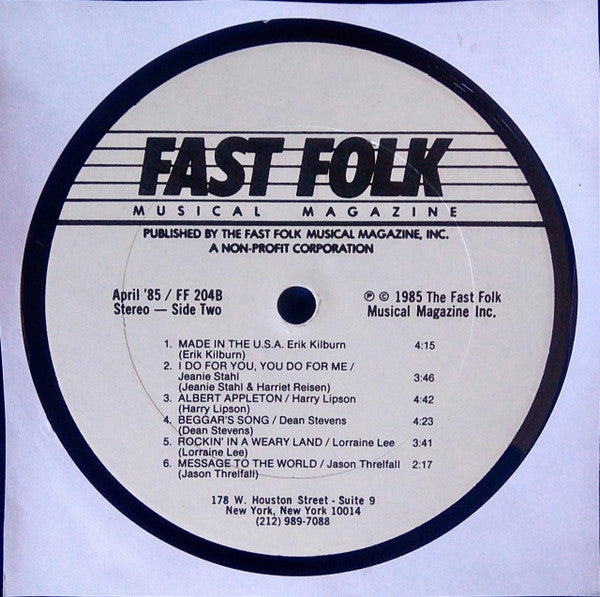 FAST FOLK
MUSICAL MAGAZINE
PUBLISHED BY THE FAST FOLK MUSICAL MAGAZINE, INC.
A NON-PROFIT CORPORATION
April '85 / FF 204B
Stereo — Side Two
℗ © 1985 The Fast Folk
Musical Magazine Inc.
1. MADE IN THE U.S.A. Erik Kilburn 4:15
(Erik Kilburn)
2. I DO FOR YOU, YOU DO FOR ME /
Jeanie Stahl 3:46
(Jeanie Stahl & Harriet Reisen)
3. ALBERT APPLETON / Harry Lipson 4:42
(Harry Lipson)
4. BEGGAR'S SONG / Dean Stevens 4:23
(Dean Stevens)
5. ROCKIN' IN A WEARY LAND / Lorraine Lee 3:41
(Lorraine Lee)
6. MESSAGE TO THE WORLD / Jason Threlfall 2:17
(Jason Threlfall)
178 W. Houston Street - Suite 9
New York, New York 10014
(212) 989-7088